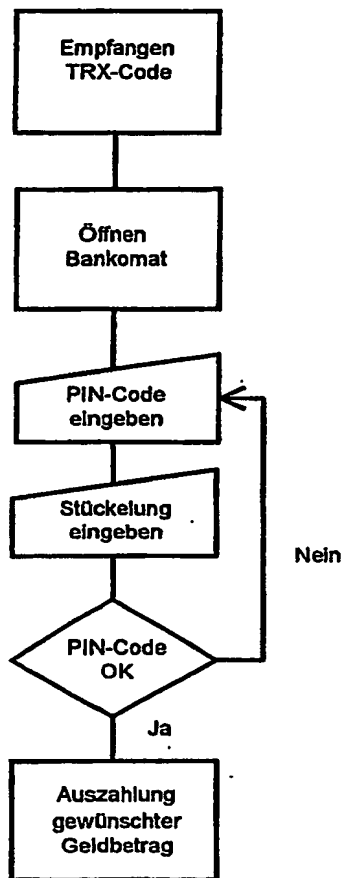 Empfangen
TRX-Code
Öffnen
Bankomat
PIN-Code
eingeben
Stückelung
eingeben
Nein
PIN-Code
OK
Ja
Auszahlung
gewünschter
Geldbetrag